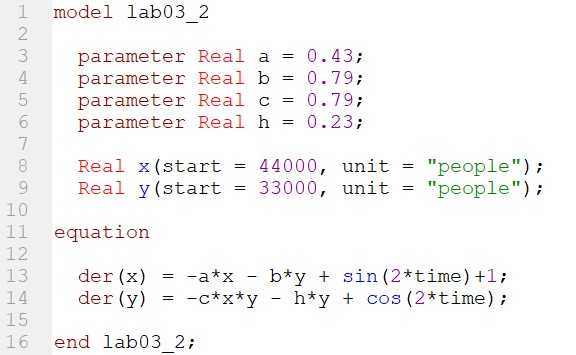 1 model lab03_2
2
3 parameter Real a = 0.43;
4 parameter Real b = 0.79;
5 parameter Real c = 0.79;
6 parameter Real h = 0.23;
7
8 Real x(start = 44000, unit = "people");
9 Real y(start = 33000, unit = "people");
10
11 equation
12
13 der(x) = -a*x - b*y + sin(2*time)+1;
14 der(y) = -c*x*y - h*y + cos(2*time);
15
16 end lab03_2;